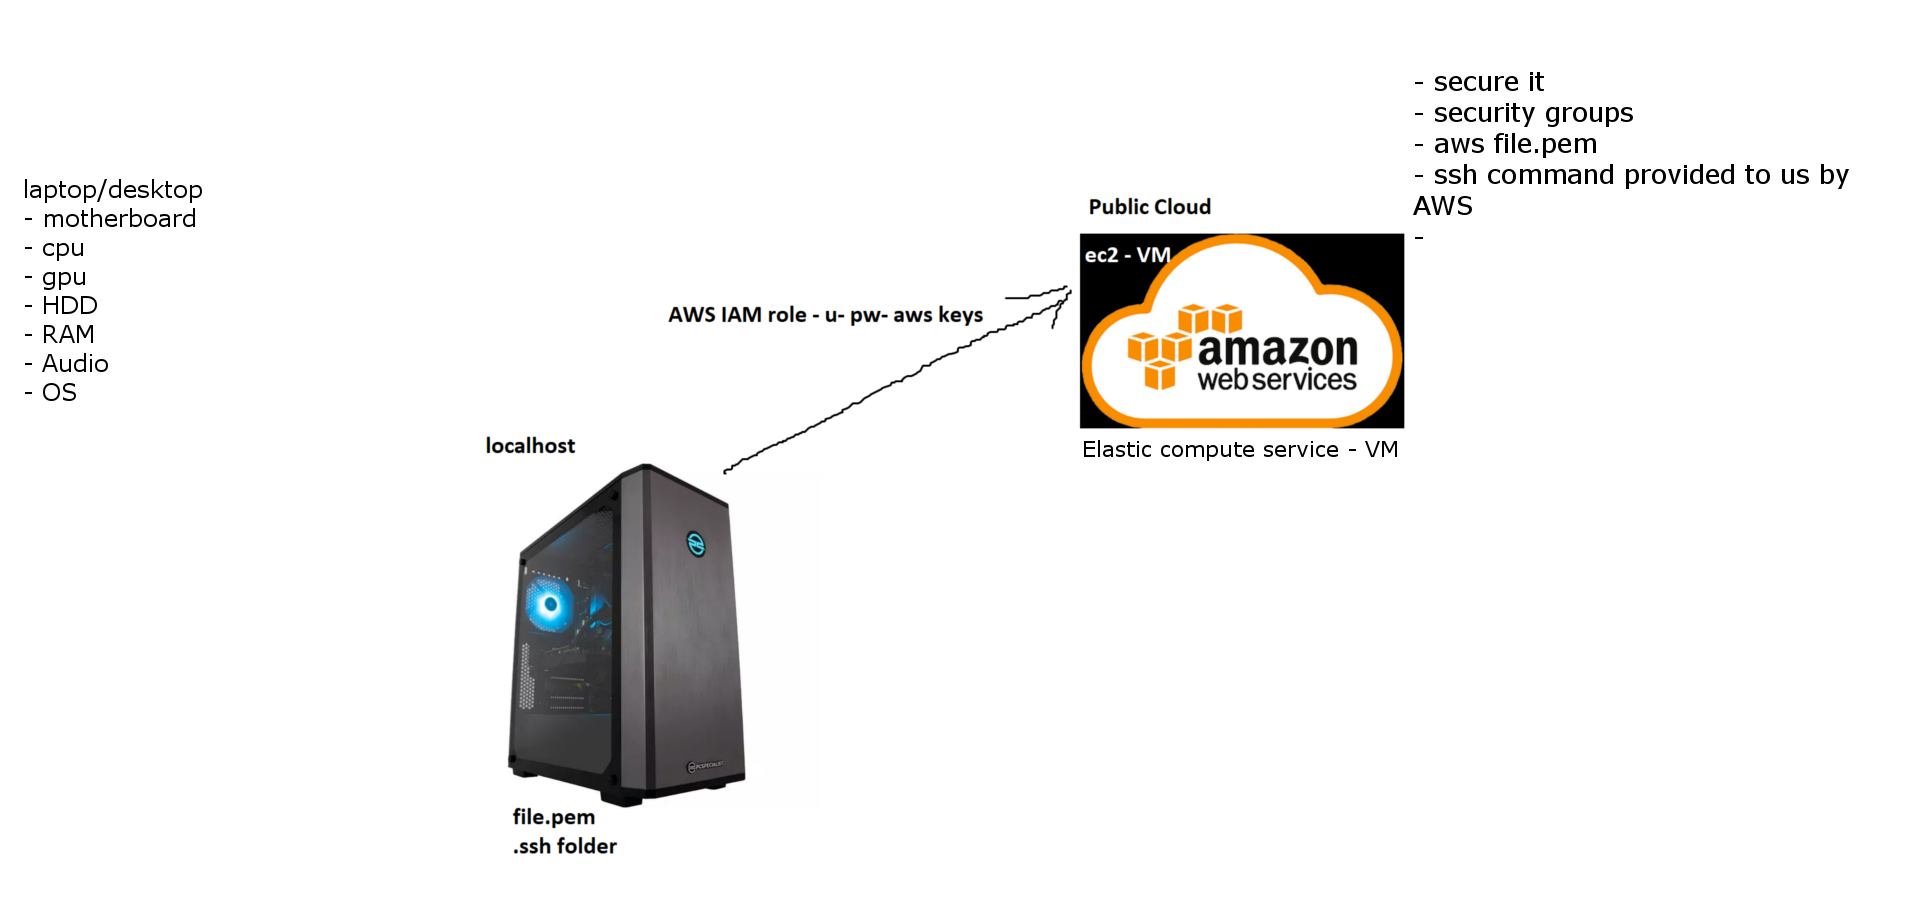 laptop/desktop
- motherboard
- cpu
- gpu
- HDD
- RAM
- Audio
- OS
localhost
PCSPECIALIST
file.pem
.ssh folder
AWS IAM role - u- pw- aws keys
Public Cloud
ec2 - VM
amazon
web services
Elastic compute service - VM
- secure it
- security groups
- aws file.pem
- ssh command provided to us by
AWS
-